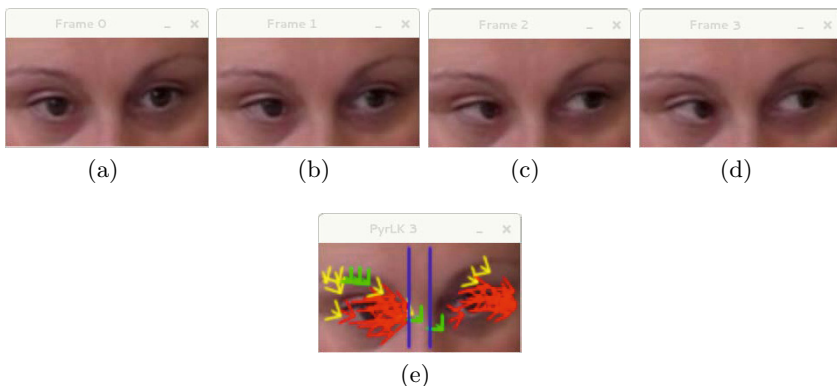 Frame 0
Frame 1
Frame 2
Frame 3
(a)
(b)
(c)
(d)
PyrLK 3
(e)